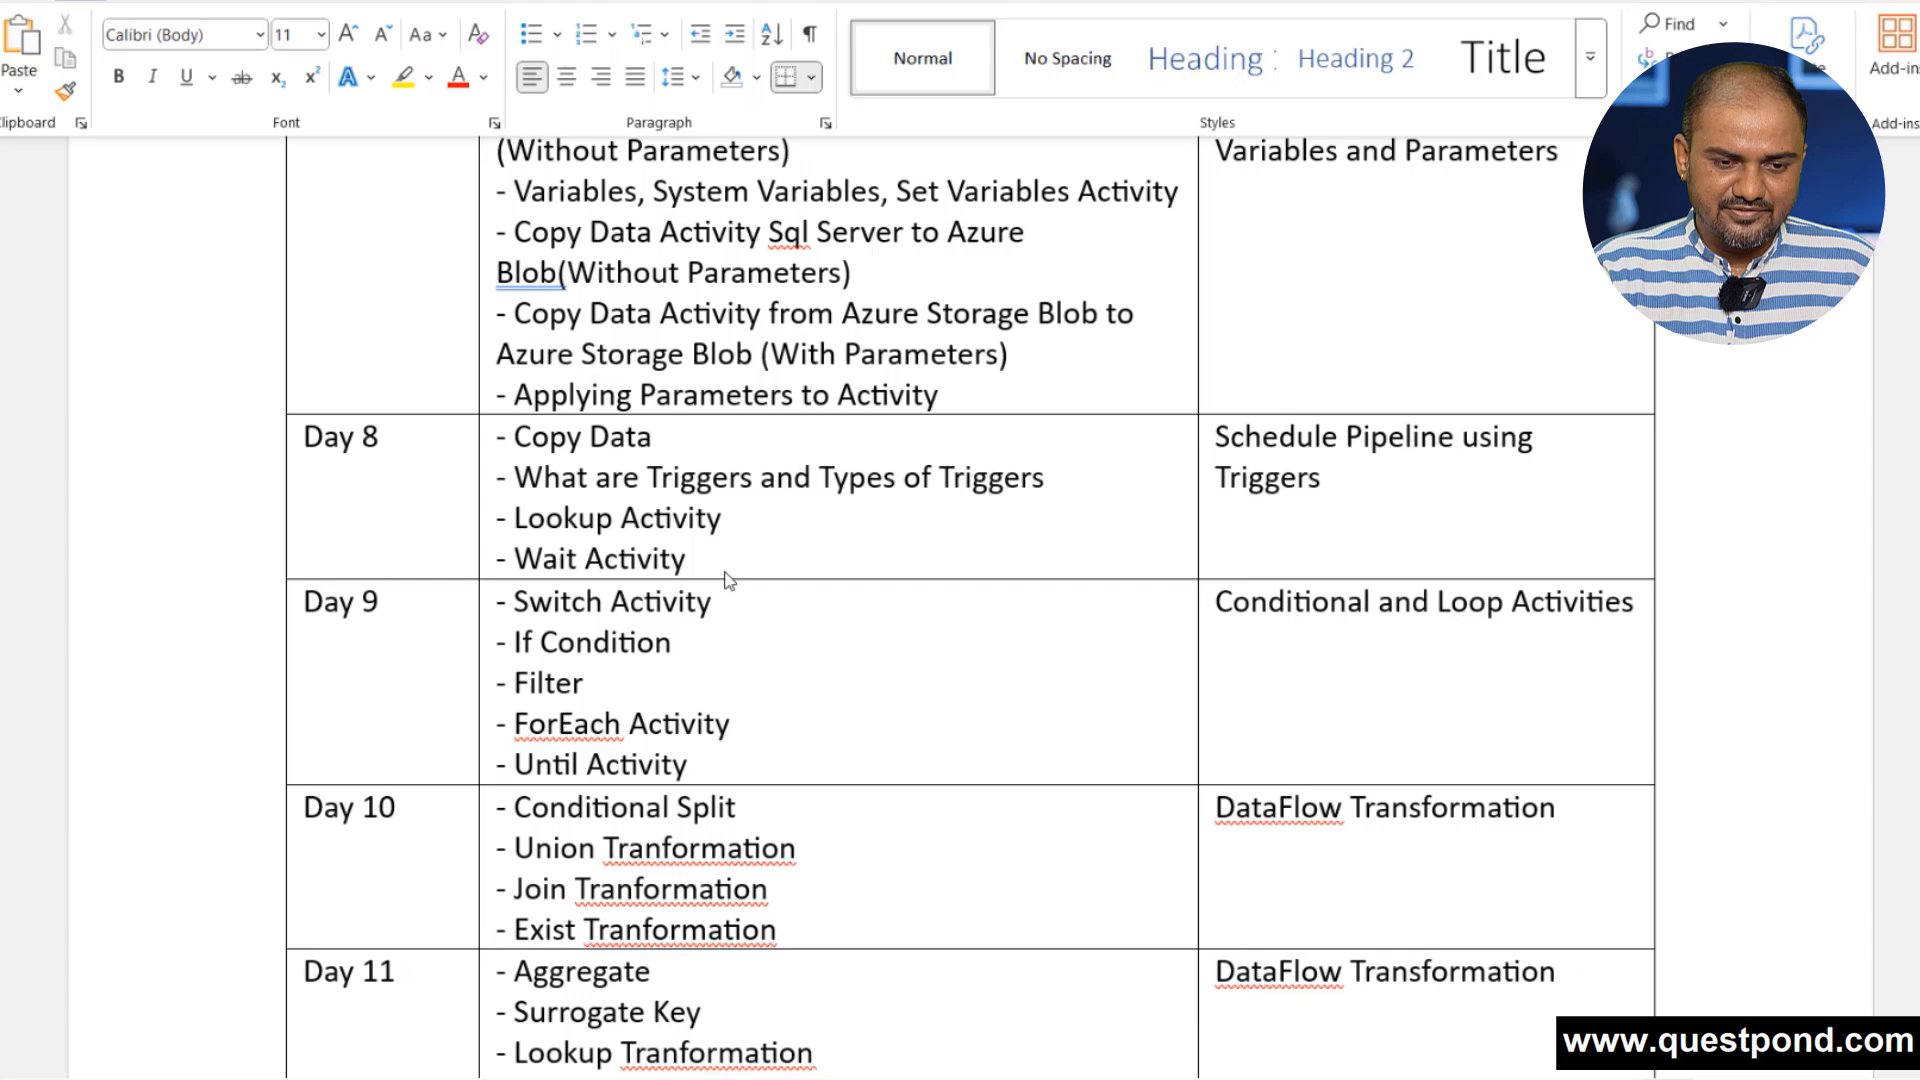 Calibri (Body)
11
Aa
Find
Paste
Normal
No Spacing
Heading
Heading 2
Title
Add-in
lipboard
Font
Paragraph
Styles
Add-ins
(Without Parameters)
Variables and Parameters
- Variables, System Variables, Set Variables Activity
- Copy Data Activity Sql Server to Azure
Blob(Without Parameters)
- Copy Data Activity from Azure Storage Blob to
Azure Storage Blob (With Parameters)
- Applying Parameters to Activity
Day 8
- Copy Data
- What are Triggers and Types of Triggers
- Lookup Activity
- Wait Activity
Schedule Pipeline using
Triggers
Day 9
- Switch Activity
- If Condition
- Filter
- ForEach Activity
- Until Activity
Conditional and Loop Activities
Day 10
- Conditional Split
- Union Tranformation
- Join Tranformation
- Exist Tranformation
DataFlow Transformation
Day 11
- Aggregate
- Surrogate Key
- Lookup Tranformation
DataFlow Transformation
www.questpond.com